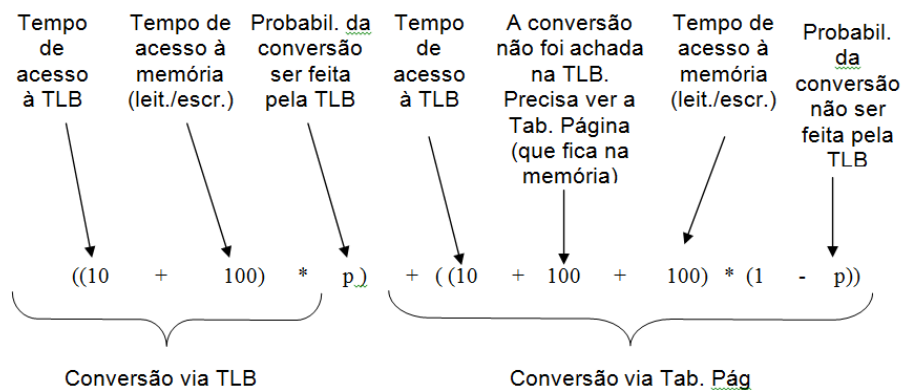 Tempo
de
acesso
à TLB
Tempo de
acesso à
memória
(leit./escr.)
Probabil. da
conversão
ser feita
pela TLB
Tempo
de
acesso
à TLB
A conversão
não foi achada
na TLB.
Precisa ver a
Tab. Página
(que fica na
memória)
Tempo de
acesso à
memória
(leit./escr.)
Probabil.
da
conversão
não ser
feita pela
TLB
((10 + 100) * p ) + ( (10 + 100 + 100) * (1 - p))
Conversão via TLB
Conversão via Tab. Pág